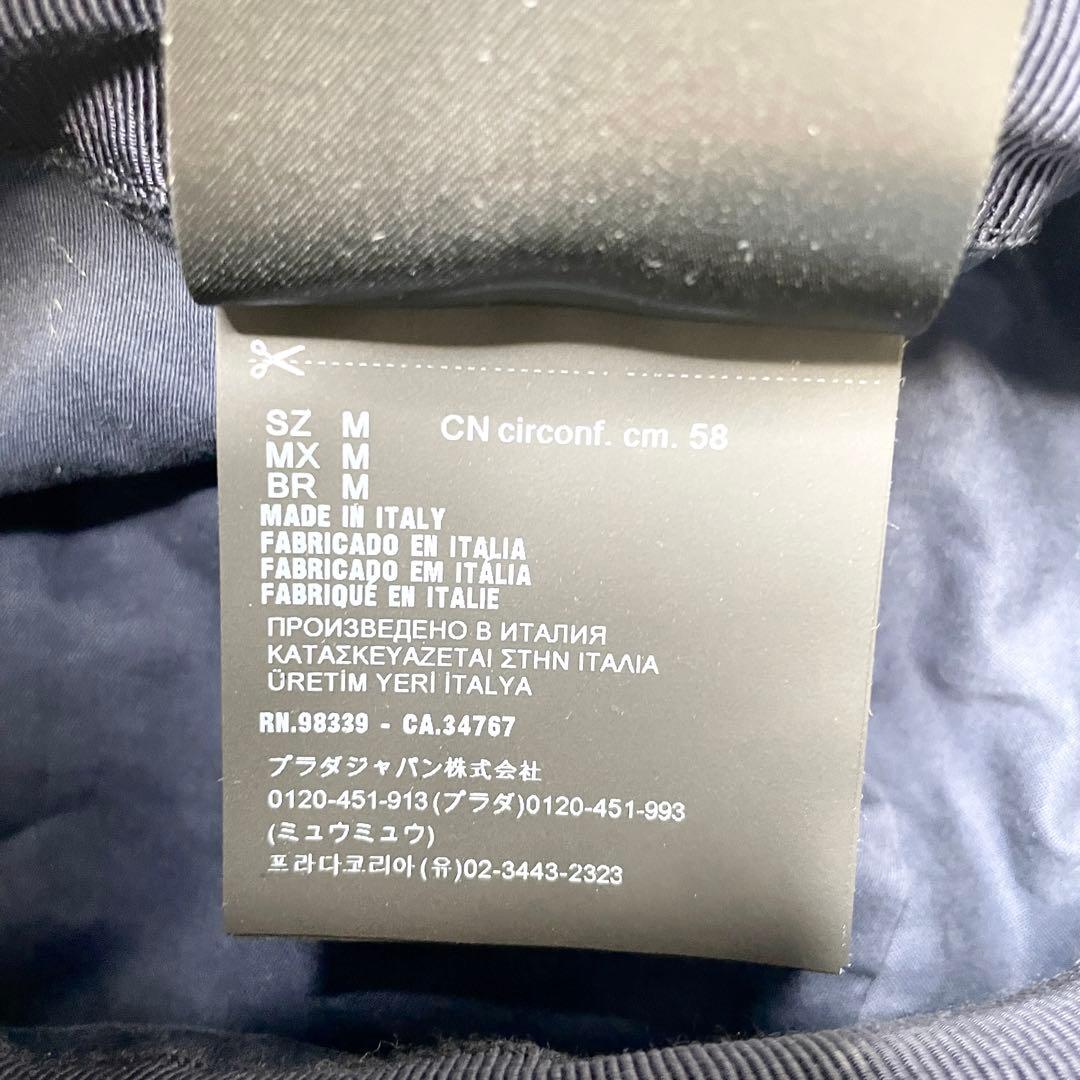 SZ M CN circonf. cm. 58
MX M
BR M
MADE IN ITALY
FABRICADO EN ITALIA
FABRICADO EM ITÁLIA
FABRIQUÉ EN ITALIE
ПРОИЗВЕДЕНО В ИТАЛИЯ
ΚΑΤΑΣΚΕΥΑΖΕΤΑΙ ΣΤΗΝ ΙΤΑΛΙΑ
ÜRETİM YERİ İTALYA
RN.98339 - CA.34767
プラダジャパン株式会社
0120-451-913(プラダ)0120-451-993
(ミュウミュウ)
프라다코리아(유)02-3443-2323